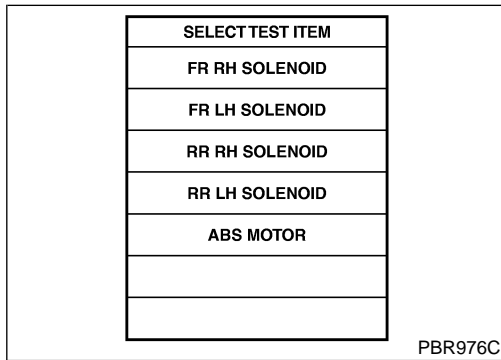 SELECT TEST ITEM
FR RH SOLENOID
FR LH SOLENOID
RR RH SOLENOID
RR LH SOLENOID
ABS MOTOR
PBR976C